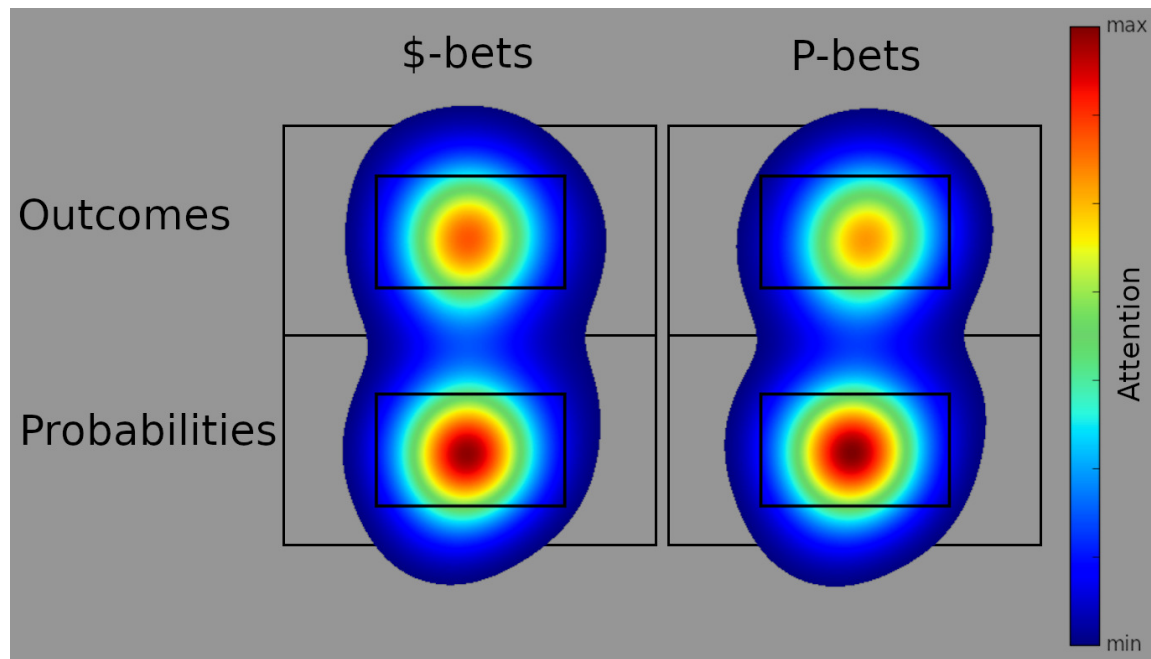 $-bets
P-bets
max
Outcomes
Probabilities
Attention
min